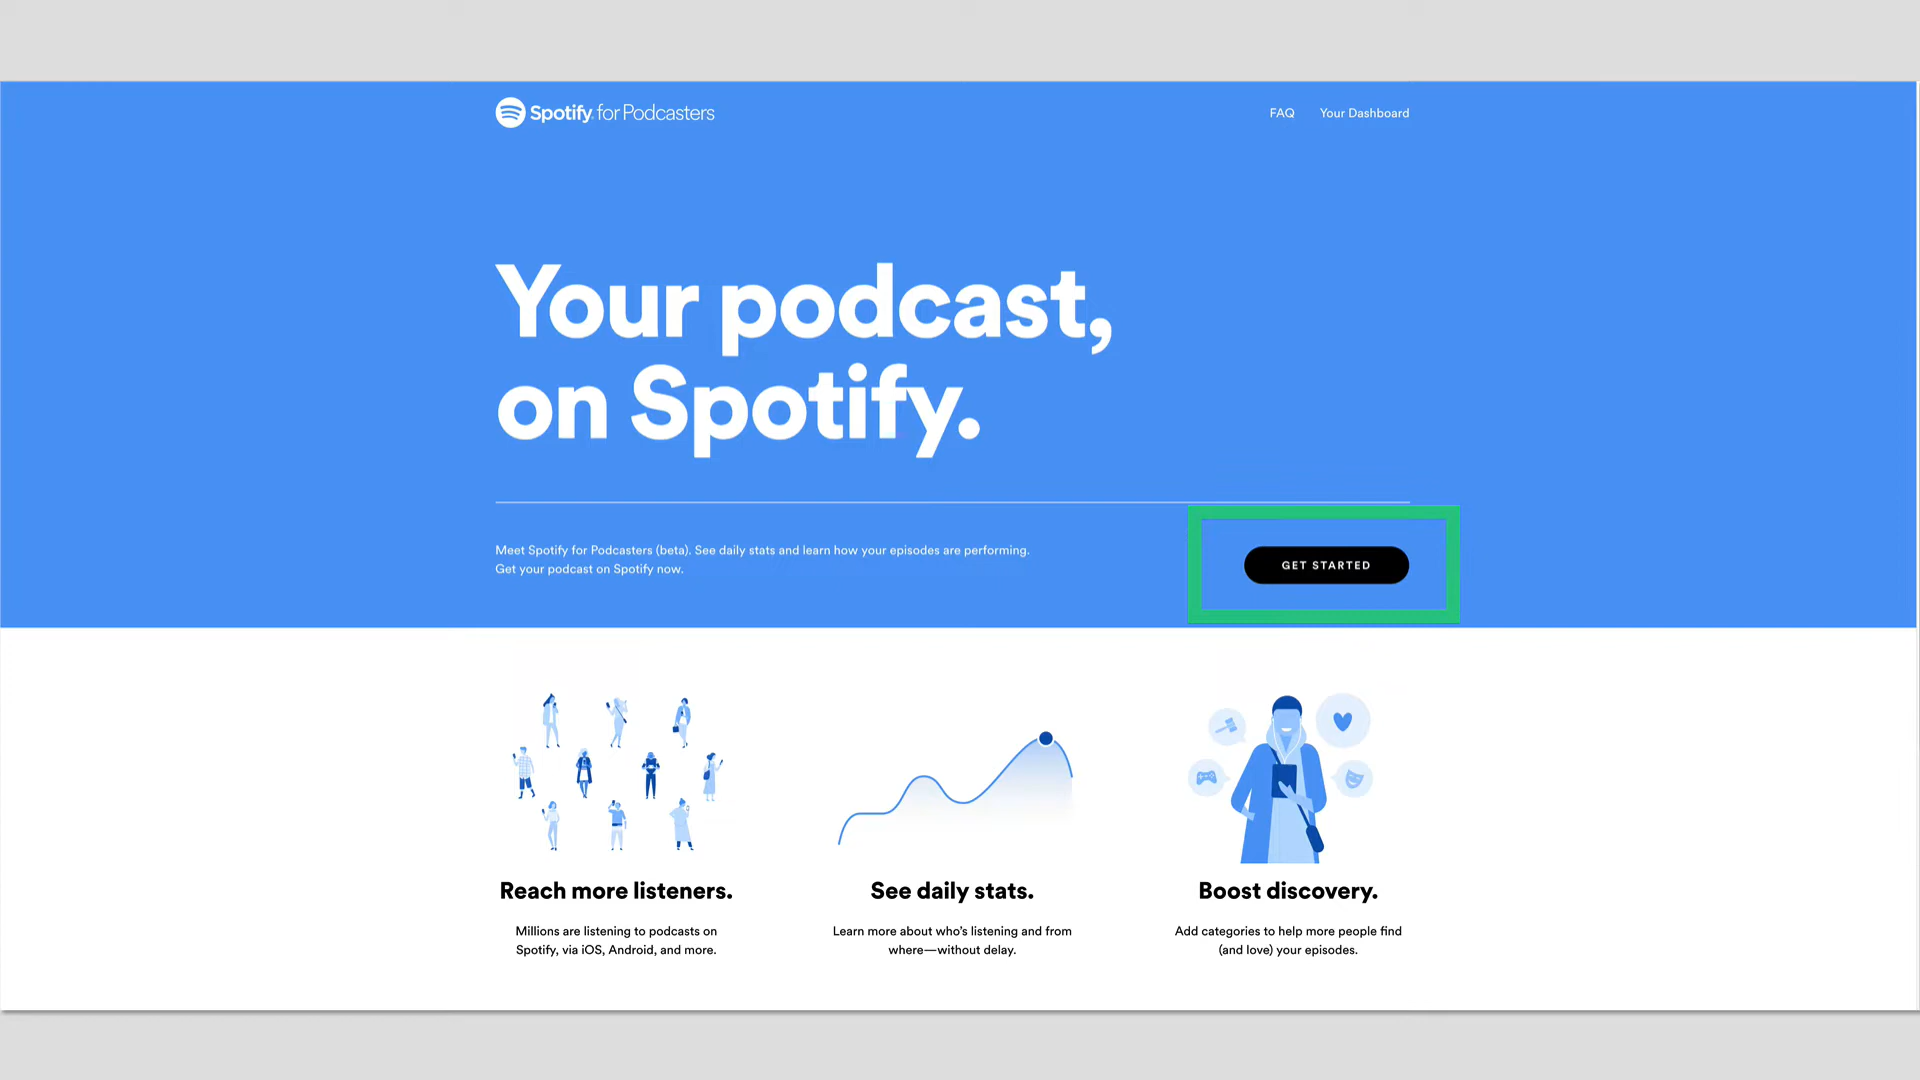 Spotify for Podcasters
FAQ
Your Dashboard
Your podcast,
on Spotify.
Meet Spotify for Podcasters (beta). See daily stats and learn how your episodes are performing.
Get your podcast on Spotify now.
GET STARTED
Reach more listeners.
Millions are listening to podcasts on
Spotify, via iOS, Android, and more.
See daily stats.
Learn more about who’s listening and from
where—without delay.
Boost discovery.
Add categories to help more people find
(and love) your episodes.